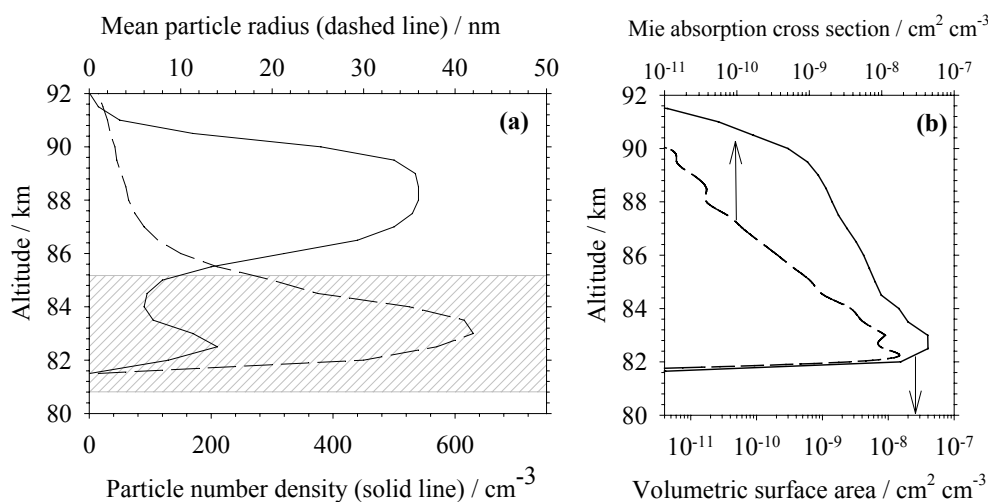 Mean particle radius (dashed line) / nm
0 10 20 30 40 50
92
90
88
86
84
82
80
Altitude / km
(a)
0 200 400 600
Particle number density (solid line) / cm⁻³
Mie absorption cross section / cm² cm⁻³
10⁻¹¹ 10⁻¹⁰ 10⁻⁹ 10⁻⁸ 10⁻⁷
92
90
88
86
84
82
80
Altitude / km
(b)
10⁻¹¹ 10⁻¹⁰ 10⁻⁹ 10⁻⁸ 10⁻⁷
Volumetric surface area / cm² cm⁻³